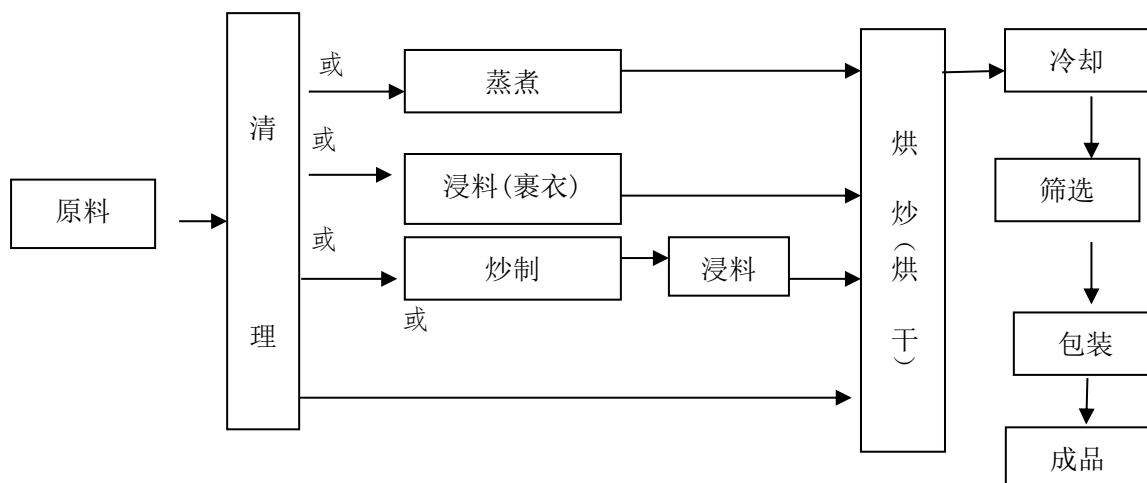 原料
清理
或
蒸煮
或
浸料(裹衣)
或
炒制
浸料
或
烘炒(烘干)
冷却
筛选
包装
成品